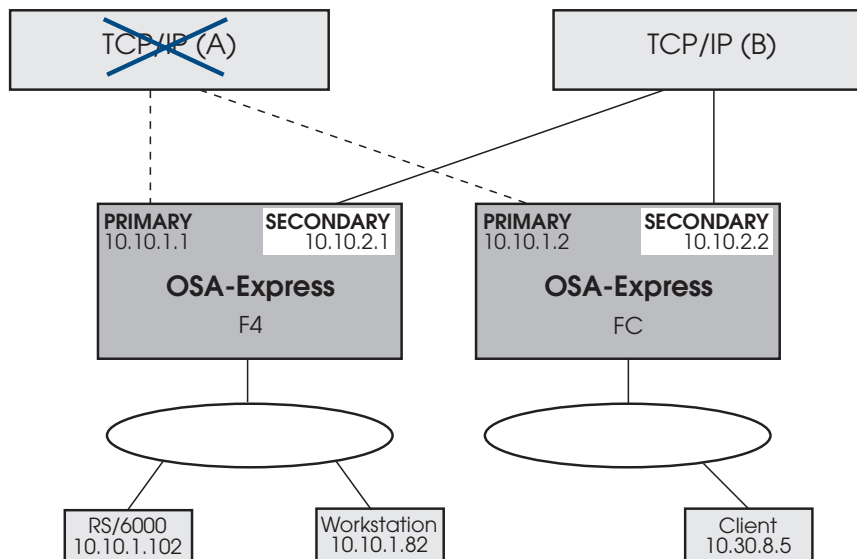 TCP/IP (A)
TCP/IP (B)
PRIMARY
10.10.1.1
SECONDARY
10.10.2.1
OSA-Express
F4
PRIMARY
10.10.1.2
SECONDARY
10.10.2.2
OSA-Express
FC
RS/6000
10.10.1.102
Workstation
10.10.1.82
Client
10.30.8.5